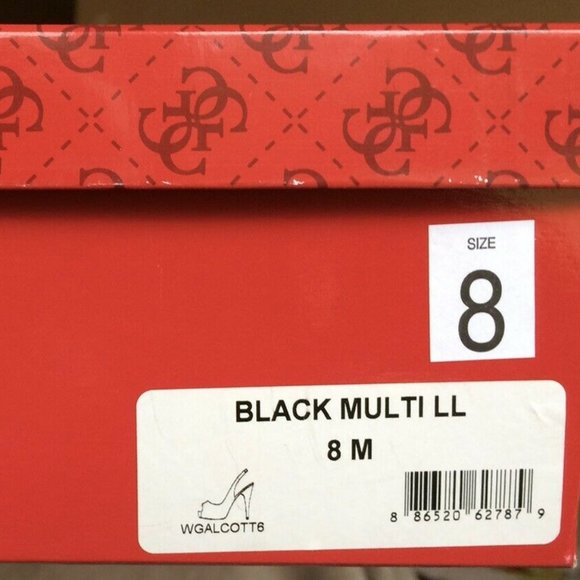 SIZE
8
BLACK MULTI LL
8 M
WGALCOTT6
8 86520 62787 9